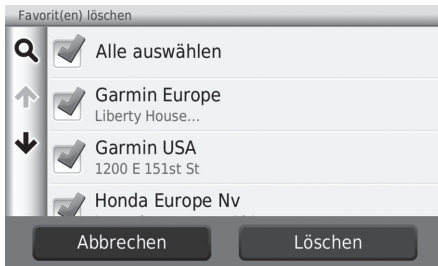 Favorit(en) löschen
Alle auswählen
Garmin Europe
Liberty House...
Garmin USA
1200 E 151st St
Honda Europe Nv
Abbrechen
Löschen